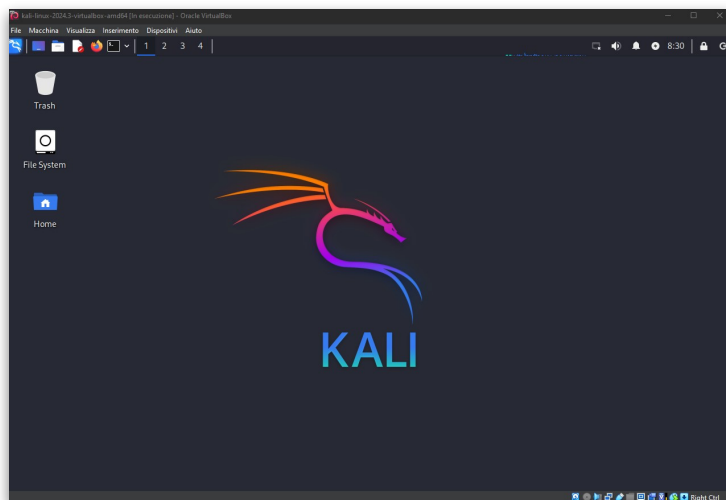 kali-linux-2024.3-virtualbox-amd64 [In esecuzione] - Oracle VirtualBox
File Macchina Visualizza Inserimento Dispositivi Aiuto
1 2 3 4
8:30
Trash
File System
Home
KALI
Right Ctrl